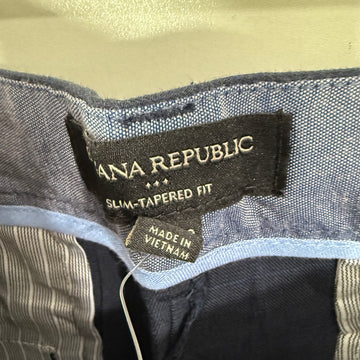 ANA REPUBLIC
SLIM-TAPERED FIT
MADE IN
VIETNAM